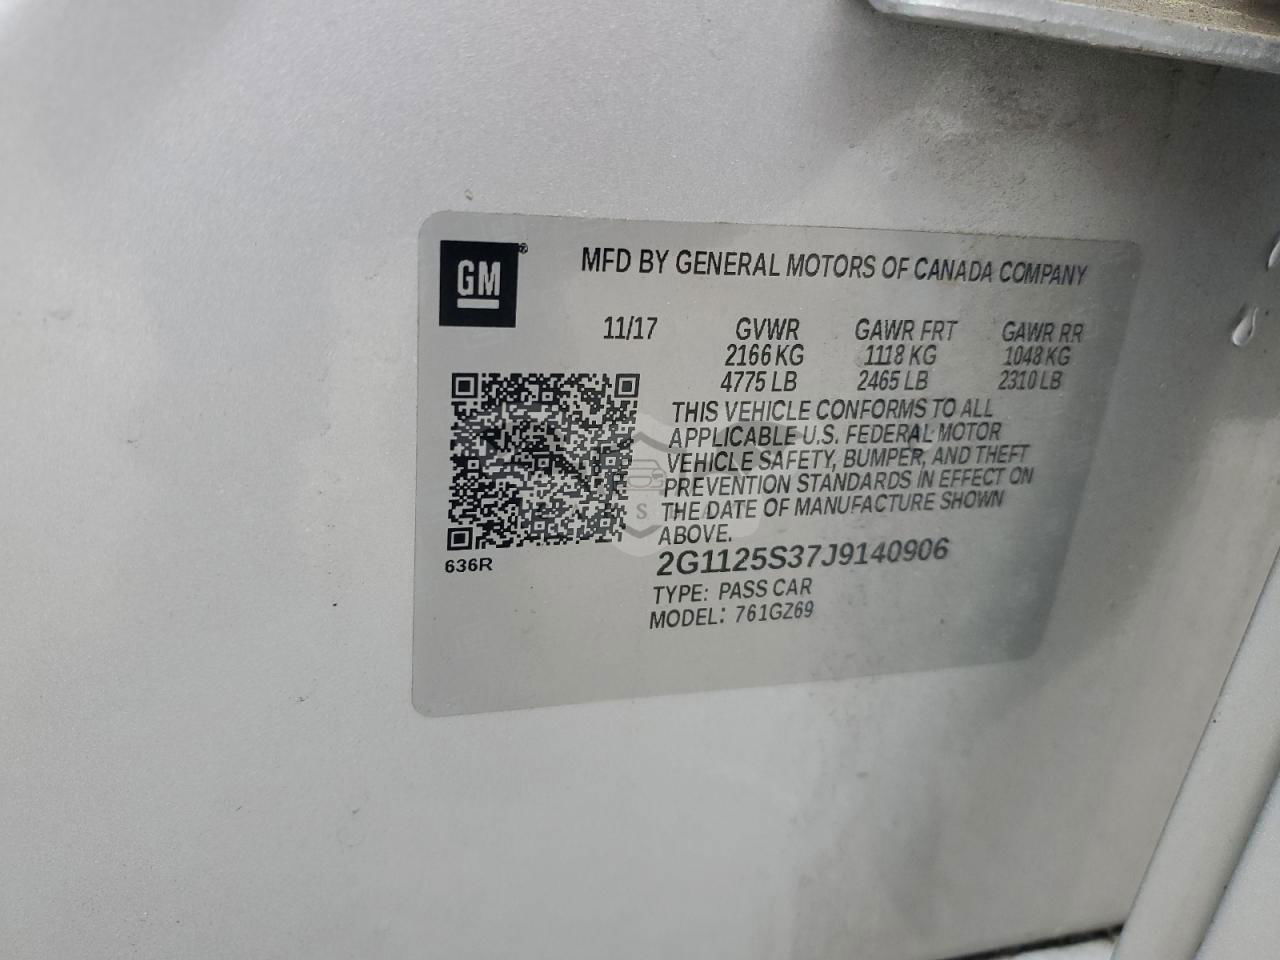 GM®
MFD BY GENERAL MOTORS OF CANADA COMPANY
11/17 GVWR GAWR FRT GAWR RR
2166 KG 1118 KG 1048 KG
4775 LB 2465 LB 2310 LB
THIS VEHICLE CONFORMS TO ALL
APPLICABLE U.S. FEDERAL MOTOR
VEHICLE SAFETY, BUMPER, AND THEFT
PREVENTION STANDARDS IN EFFECT ON
THE DATE OF MANUFACTURE SHOWN
ABOVE.
636R
2G1125S37J9140906
TYPE: PASS CAR
MODEL: 761GZ69